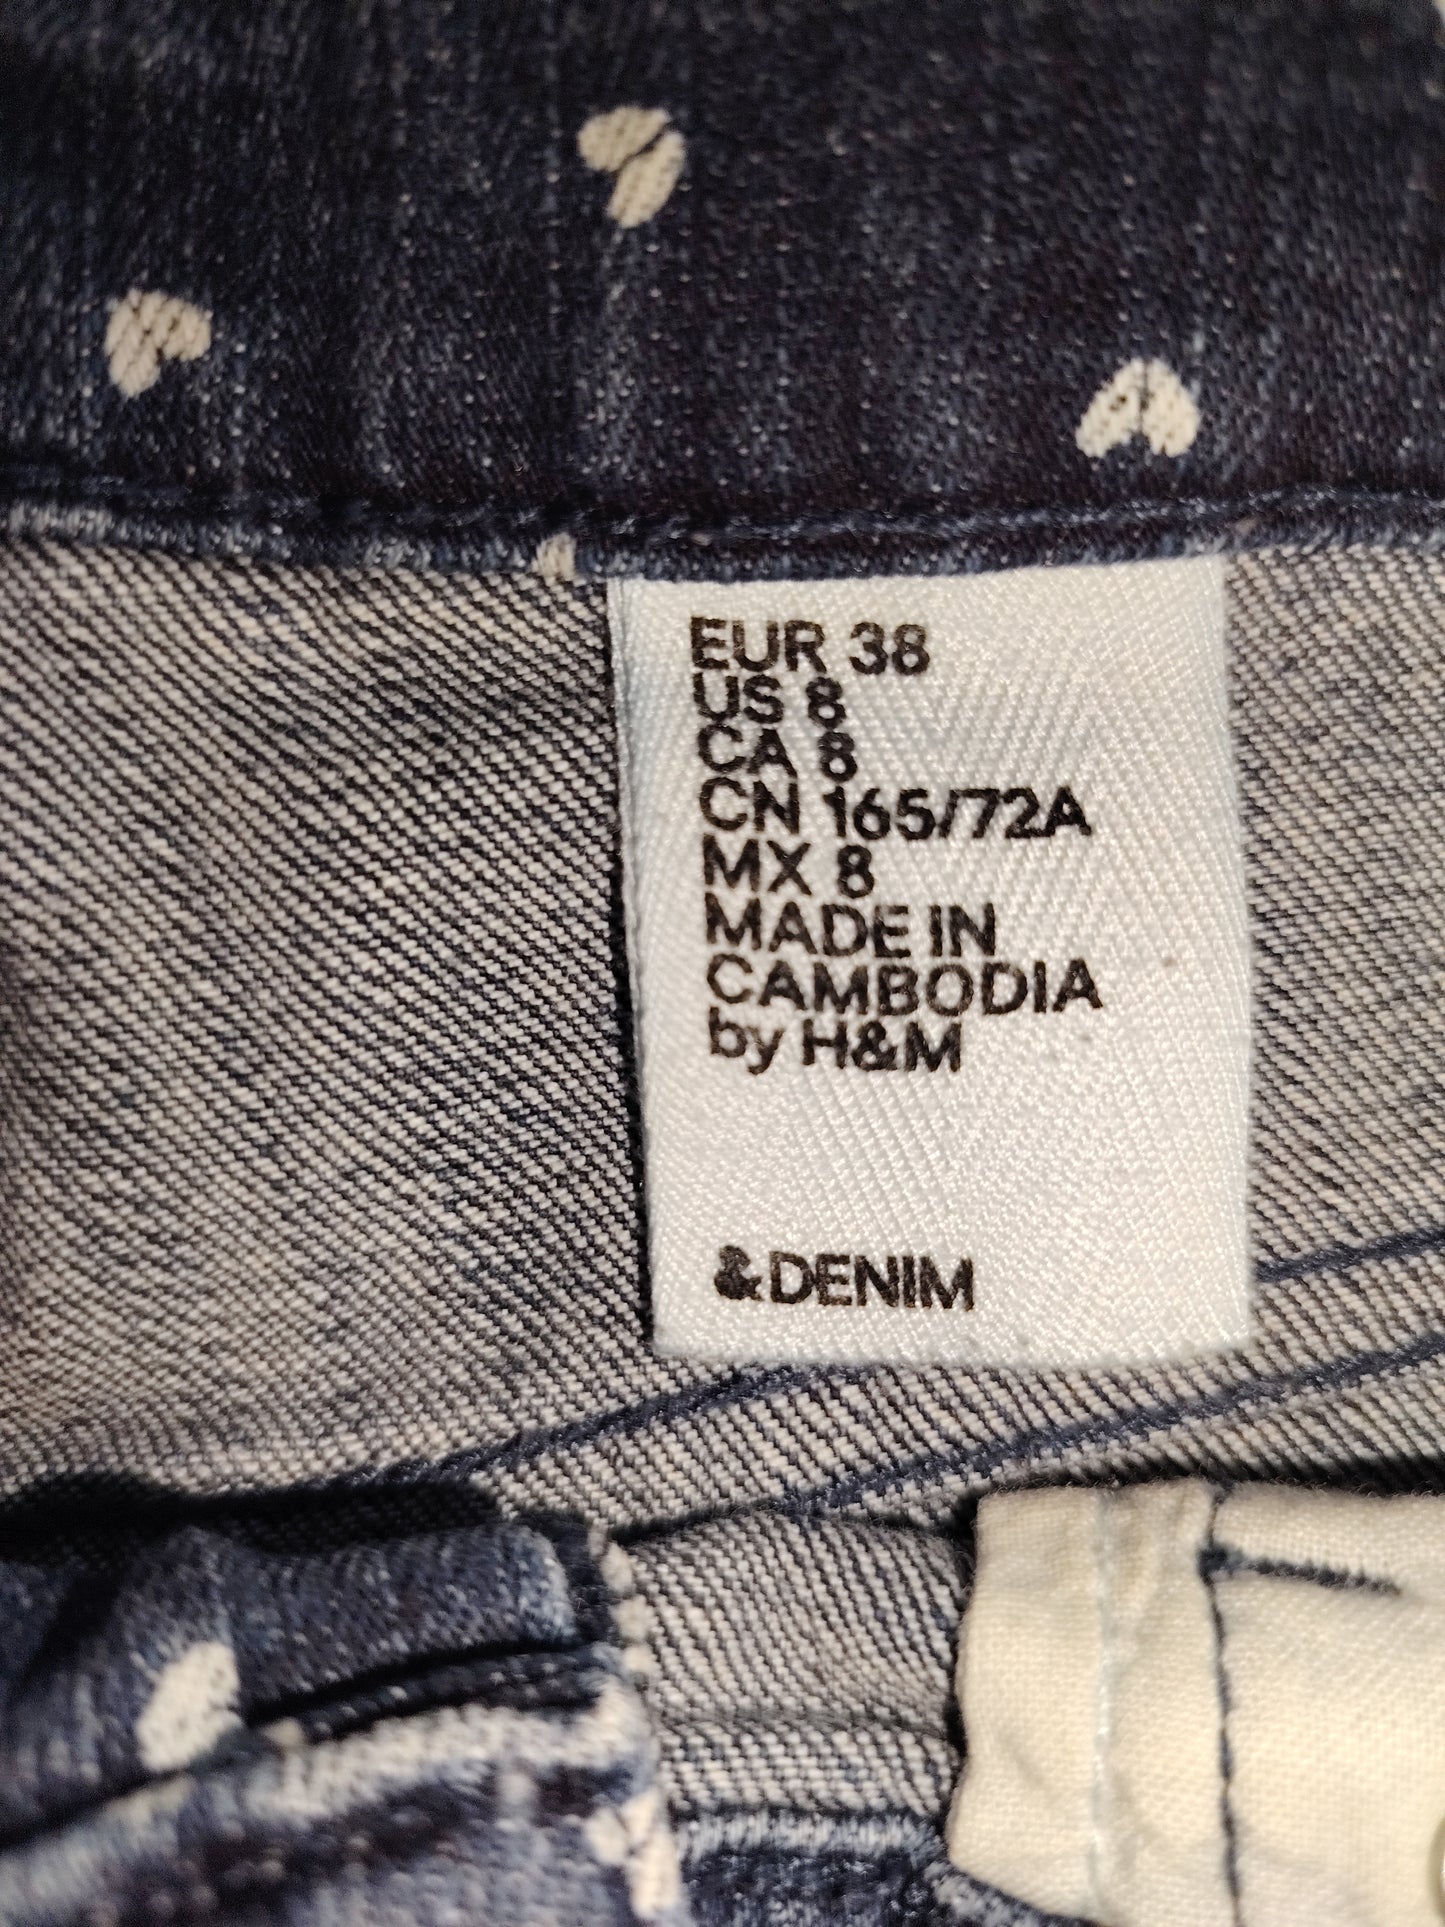 EUR 38
US 8
CA 8
CN 165/72A
MX 8
MADE IN
CAMBODIA
by H&M
&DENIM